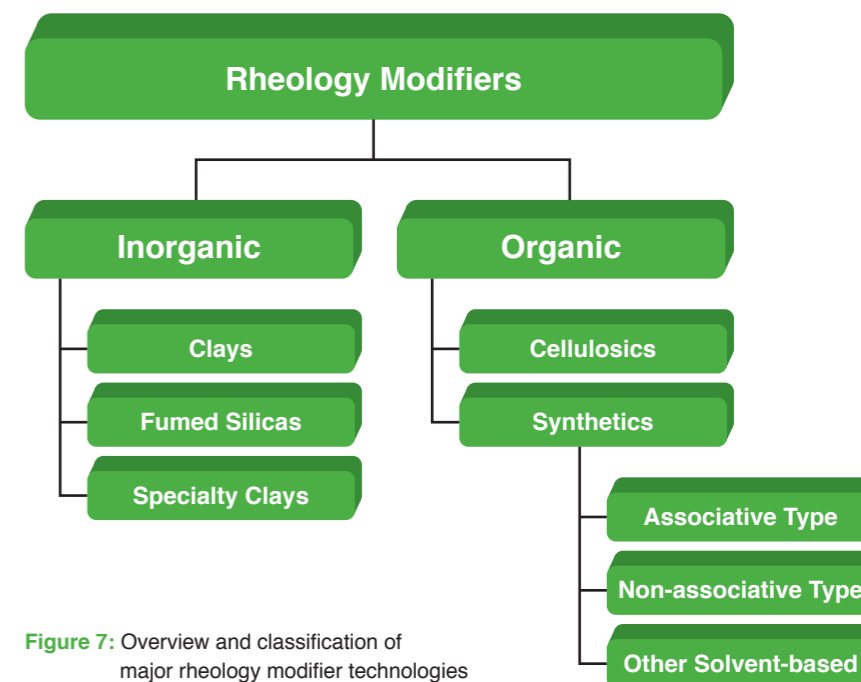 Rheology Modifiers
Inorganic
Clays
Fumed Silicas
Specialty Clays
Organic
Cellulosics
Synthetics
Associative Type
Non-associative Type
Other Solvent-based
Figure 7: Overview and classification of
major rheology modifier technologies